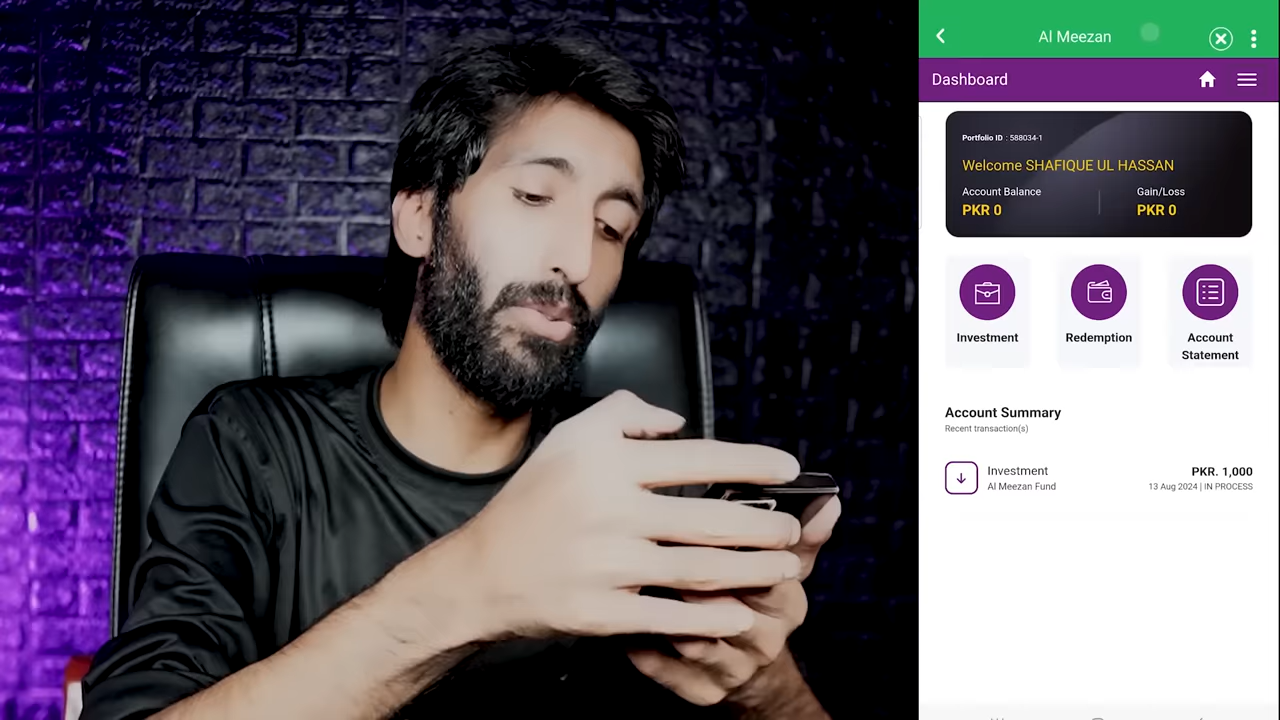 Al Meezan
Dashboard
Portfolio ID : 588034-1
Welcome SHAFIQUE UL HASSAN
Account Balance
Gain/Loss
PKR 0
PKR 0
Investment
Redemption
Account
Statement
Account Summary
Recent transaction(s)
Investment
PKR. 1,000
Al Meezan Fund
13 Aug 2024 | IN PROCESS